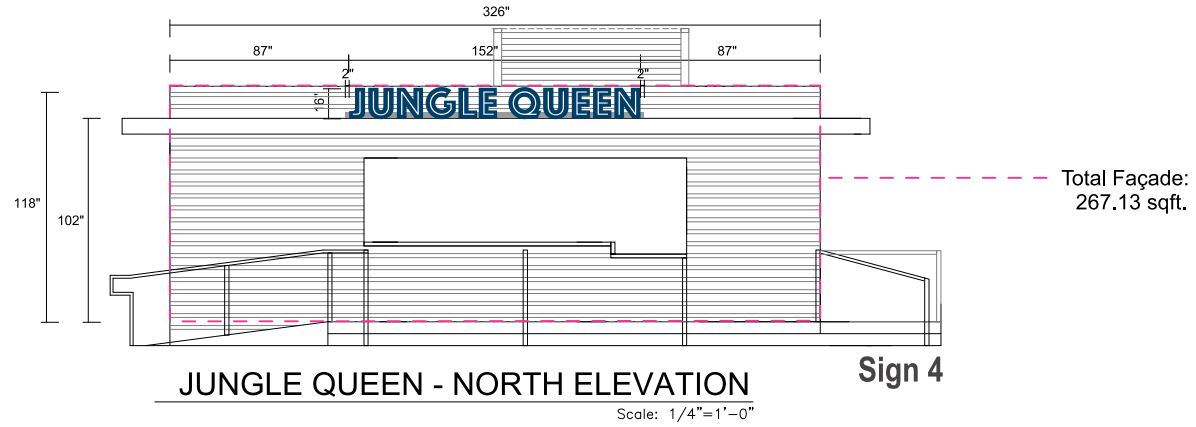 326"
87" 152" 87"
2" 2"
16"
JUNGLE QUEEN
118"
102"
Total Façade:
267.13 sqft.
Sign 4
JUNGLE QUEEN - NORTH ELEVATION
Scale: 1/4"=1'-0"